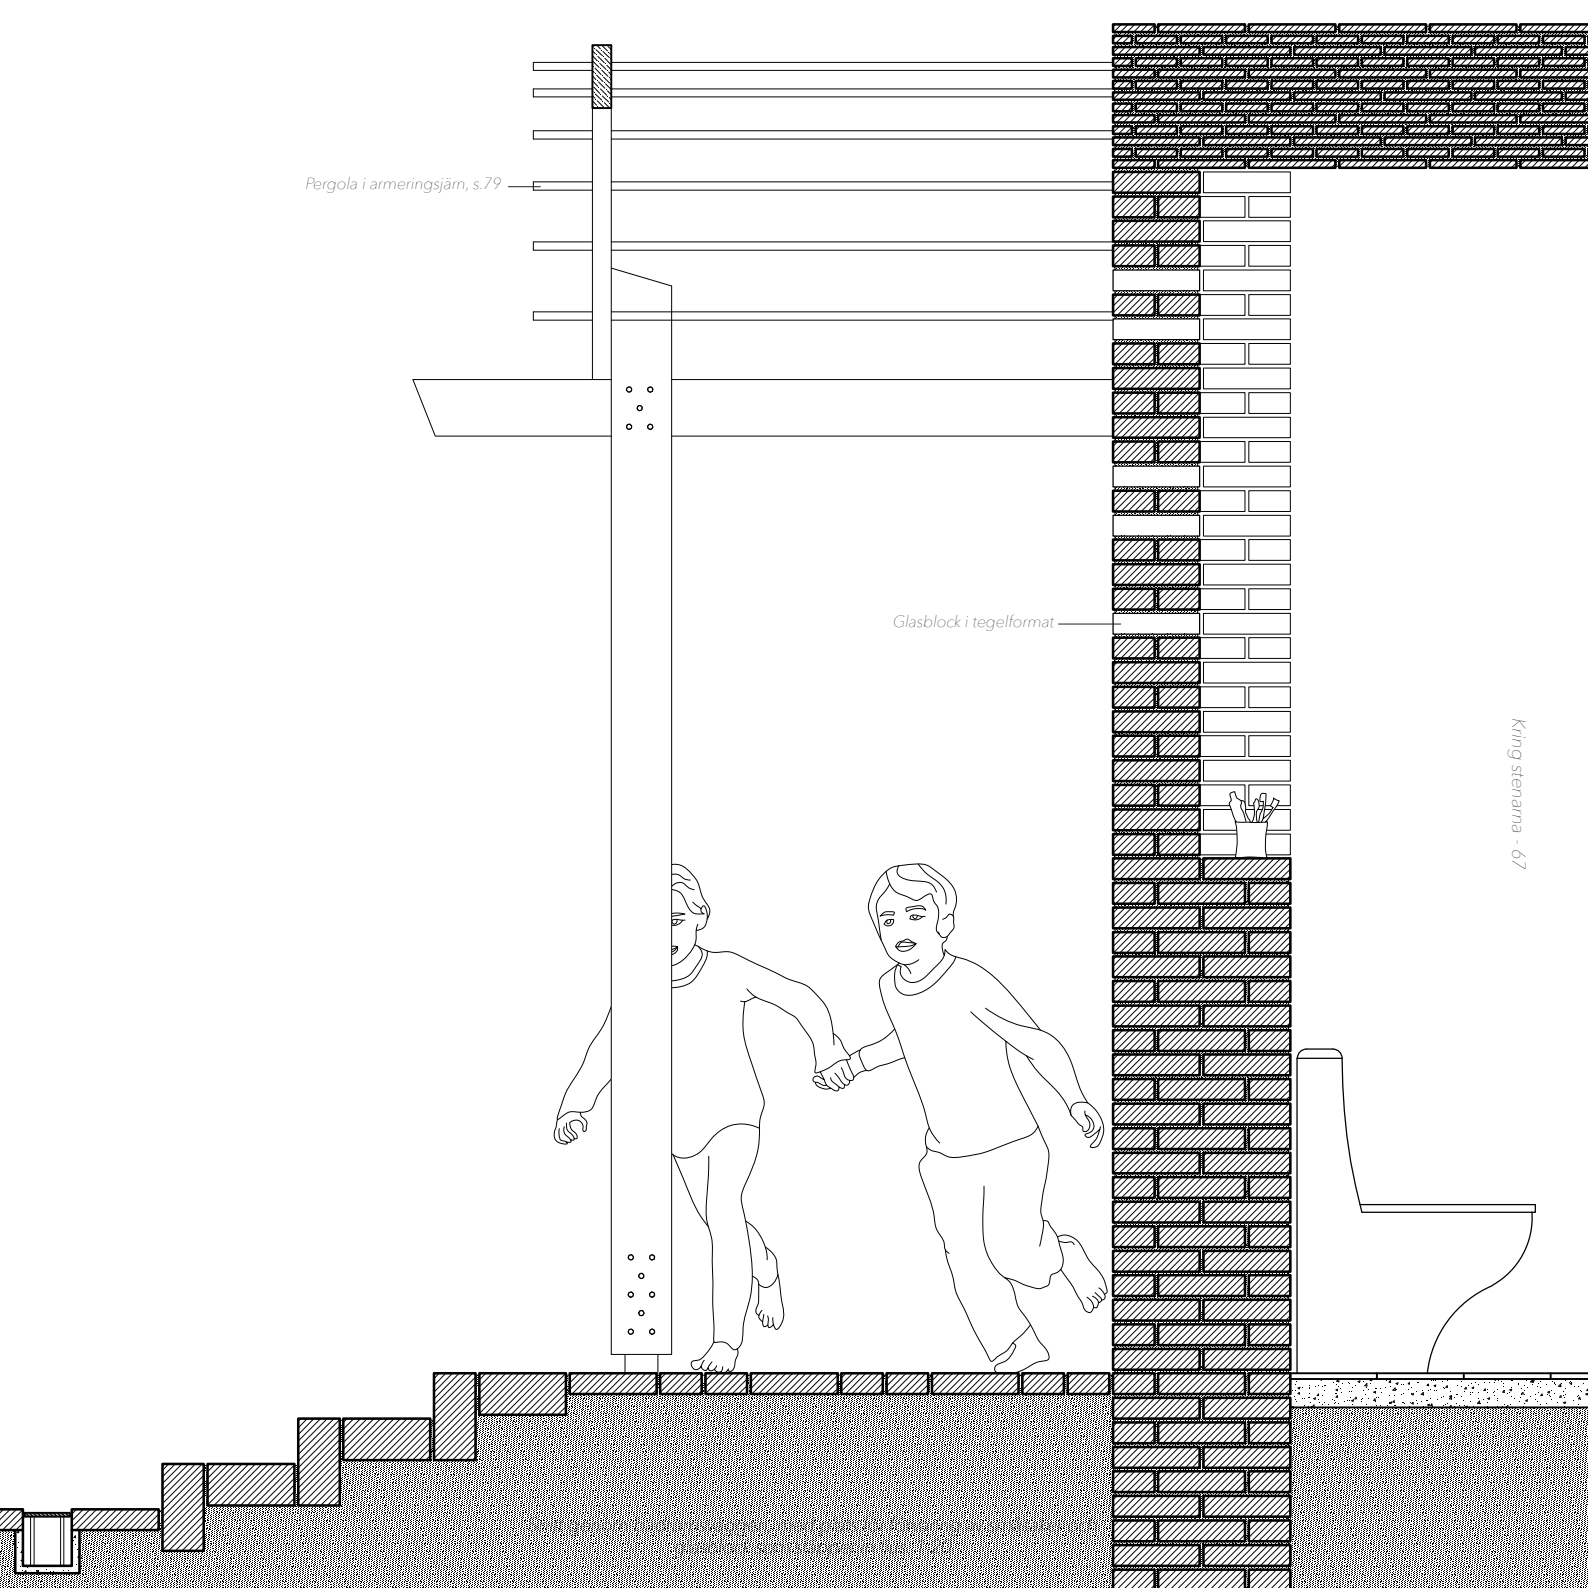 Pergola i armeringsjärn, s.79
Glasblock i tegelformat
Kring stenarna - 67